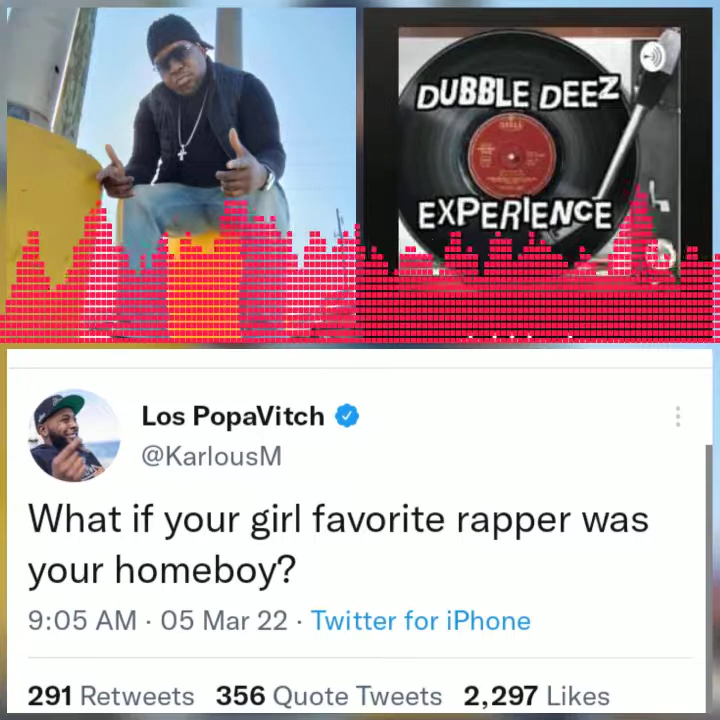 DUBBLE DEEZ
EXPERIENCE
Los PopaVitch
@KarlousM
What if your girl favorite rapper was
your homeboy?
9:05 AM · 05 Mar 22 · Twitter for iPhone
291 Retweets 356 Quote Tweets 2,297 Likes